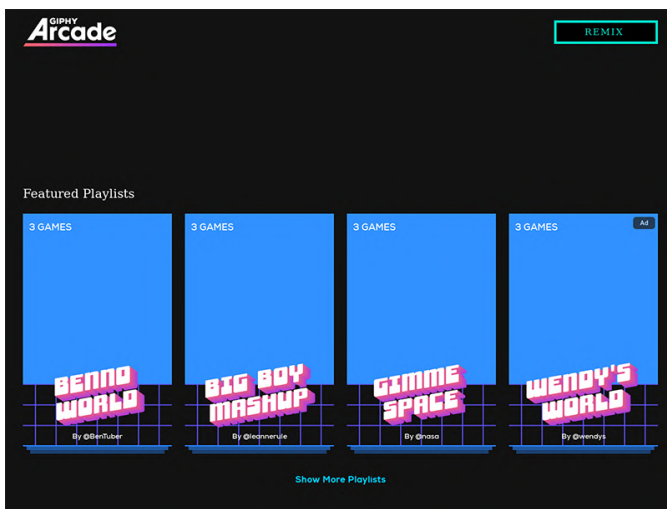 GIPHY
Arcade
REMIX
Featured Playlists
3 GAMES
BENNO
WORLD
By @BenTuber
3 GAMES
BIG BOY
MASHUP
By @leannerule
3 GAMES
GIMME
SPACE
By @nasa
3 GAMES
Ad
WENDY'S
WORLD
By @wendys
Show More Playlists